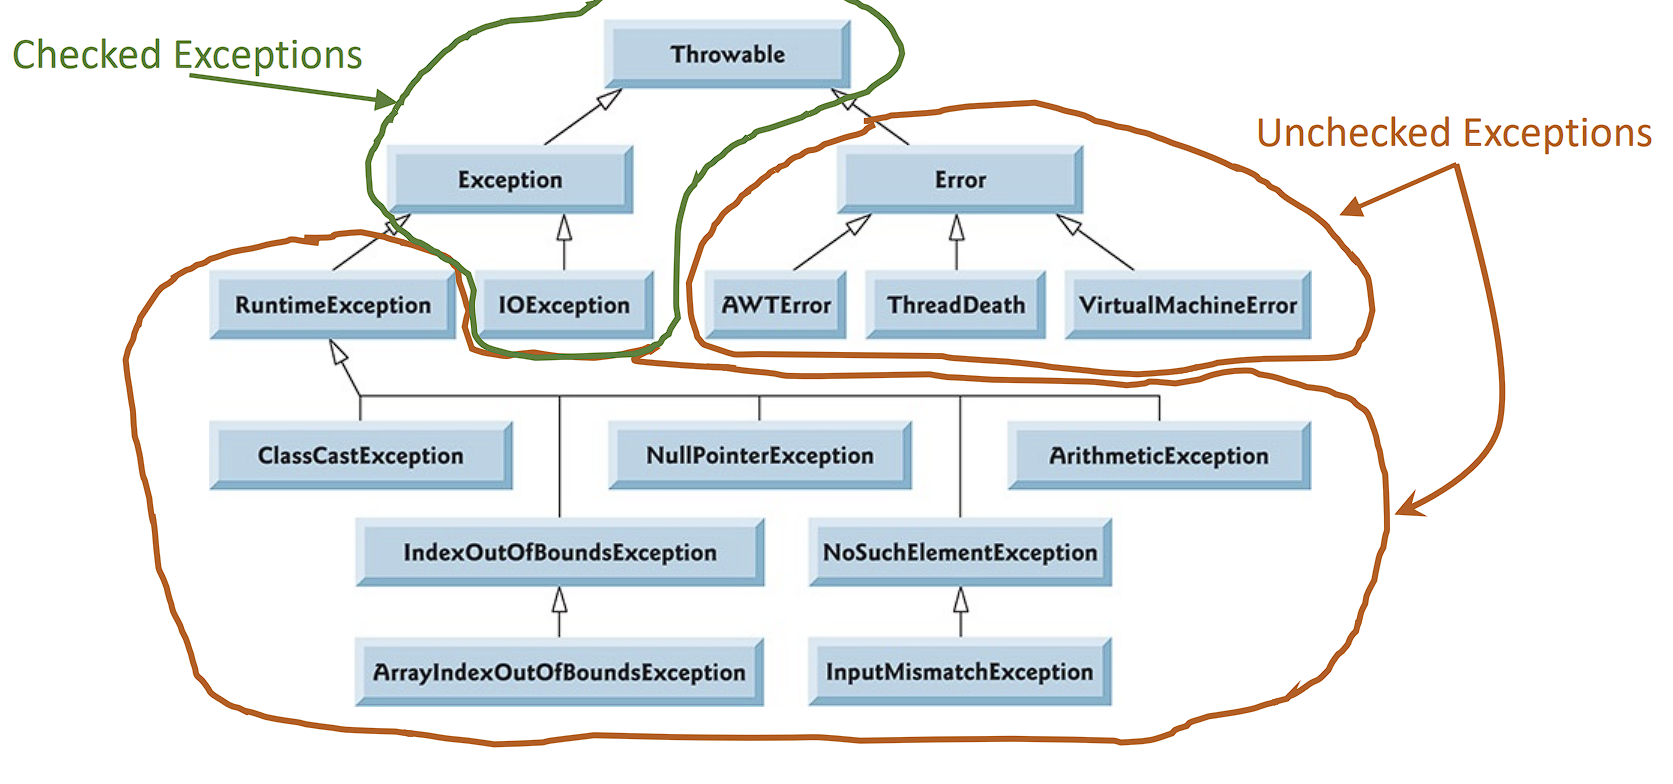 Checked Exceptions
Throwable
Unchecked Exceptions
Exception
Error
RuntimeException
IOException
AWTError
ThreadDeath
VirtualMachineError
ClassCastException
NullPointerException
ArithmeticException
IndexOutOfBoundsException
NoSuchElementException
ArrayIndexOutOfBoundsException
InputMismatchException